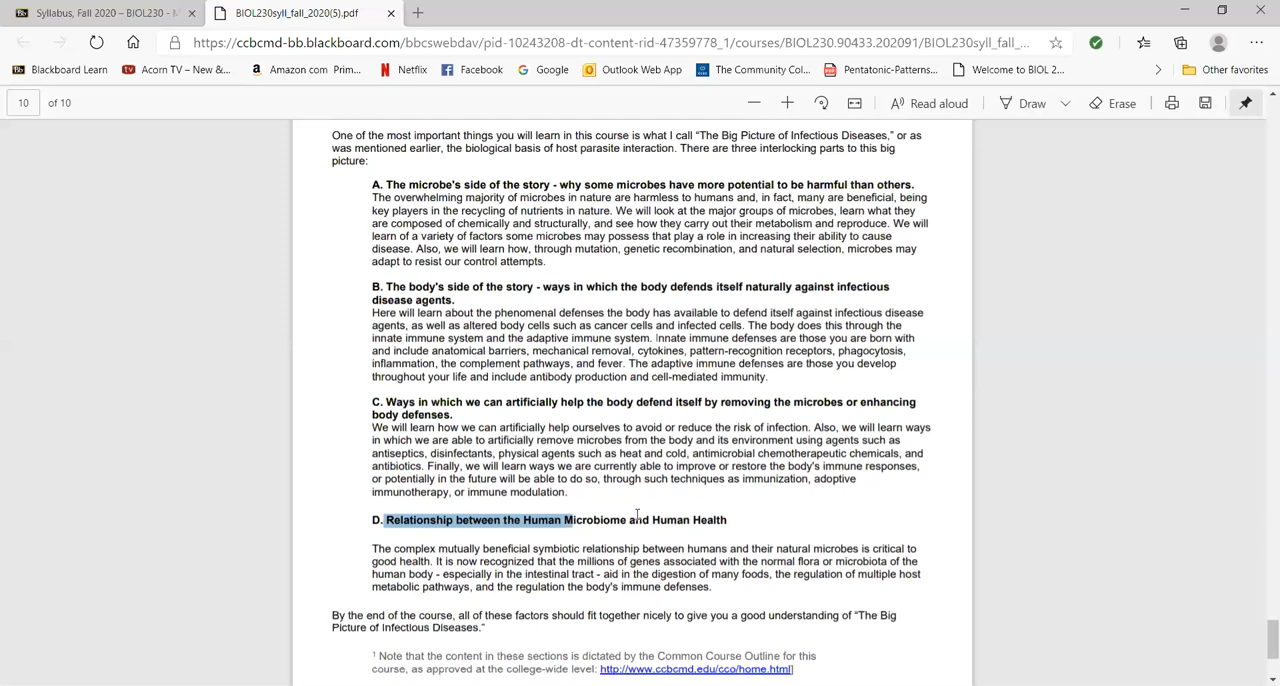 Syllabus, Fall 2020 – BIOL230 - M
BIOL230syll_fall_2020(5).pdf
https://ccbcmd-bb.blackboard.com/bbcswebdav/pid-10243208-dt-content-rid-47359778_1/courses/BIOL230.90433.202091/BIOL230syll_fall_...
Blackboard Learn Acorn TV – New &... Amazon com Prim... Netflix Facebook Google Outlook Web App The Community Col... Pentatonic-Patterns... Welcome to BIOL 2... Other favorites
10 of 10 Read aloud Draw Erase
One of the most important things you will learn in this course is what I call “The Big Picture of Infectious Diseases,” or as
was mentioned earlier, the biological basis of host parasite interaction. There are three interlocking parts to this big
picture:
A. The microbe's side of the story - why some microbes have more potential to be harmful than others.
The overwhelming majority of microbes in nature are harmless to humans and, in fact, many are beneficial, being
key players in the recycling of nutrients in nature. We will look at the major groups of microbes, learn what they
are composed of chemically and structurally, and see how they carry out their metabolism and reproduce. We will
learn of a variety of factors some microbes may possess that play a role in increasing their ability to cause
disease. Also, we will learn how, through mutation, genetic recombination, and natural selection, microbes may
adapt to resist our control attempts.
B. The body's side of the story - ways in which the body defends itself naturally against infectious
disease agents.
Here will learn about the phenomenal defenses the body has available to defend itself against infectious disease
agents, as well as altered body cells such as cancer cells and infected cells. The body does this through the
innate immune system and the adaptive immune system. Innate immune defenses are those you are born with
and include anatomical barriers, mechanical removal, cytokines, pattern-recognition receptors, phagocytosis,
inflammation, the complement pathways, and fever. The adaptive immune defenses are those you develop
throughout your life and include antibody production and cell-mediated immunity.
C. Ways in which we can artificially help the body defend itself by removing the microbes or enhancing
body defenses.
We will learn how we can artificially help ourselves to avoid or reduce the risk of infection. Also, we will learn ways
in which we are able to artificially remove microbes from the body and its environment using agents such as
antiseptics, disinfectants, physical agents such as heat and cold, antimicrobial chemotherapeutic chemicals, and
antibiotics. Finally, we will learn ways we are currently able to improve or restore the body's immune responses,
or potentially in the future will be able to do so, through such techniques as immunization, adoptive
immunotherapy, or immune modulation.
D. Relationship between the Human Microbiome and Human Health
The complex mutually beneficial symbiotic relationship between humans and their natural microbes is critical to
good health. It is now recognized that the millions of genes associated with the normal flora or microbiota of the
human body - especially in the intestinal tract - aid in the digestion of many foods, the regulation of multiple host
metabolic pathways, and the regulation the body's immune defenses.
By the end of the course, all of these factors should fit together nicely to give you a good understanding of “The Big
Picture of Infectious Diseases.”
¹ Note that the content in these sections is dictated by the Common Course Outline for this
course, as approved at the college-wide level: http://www.ccbcmd.edu/cco/home.html]